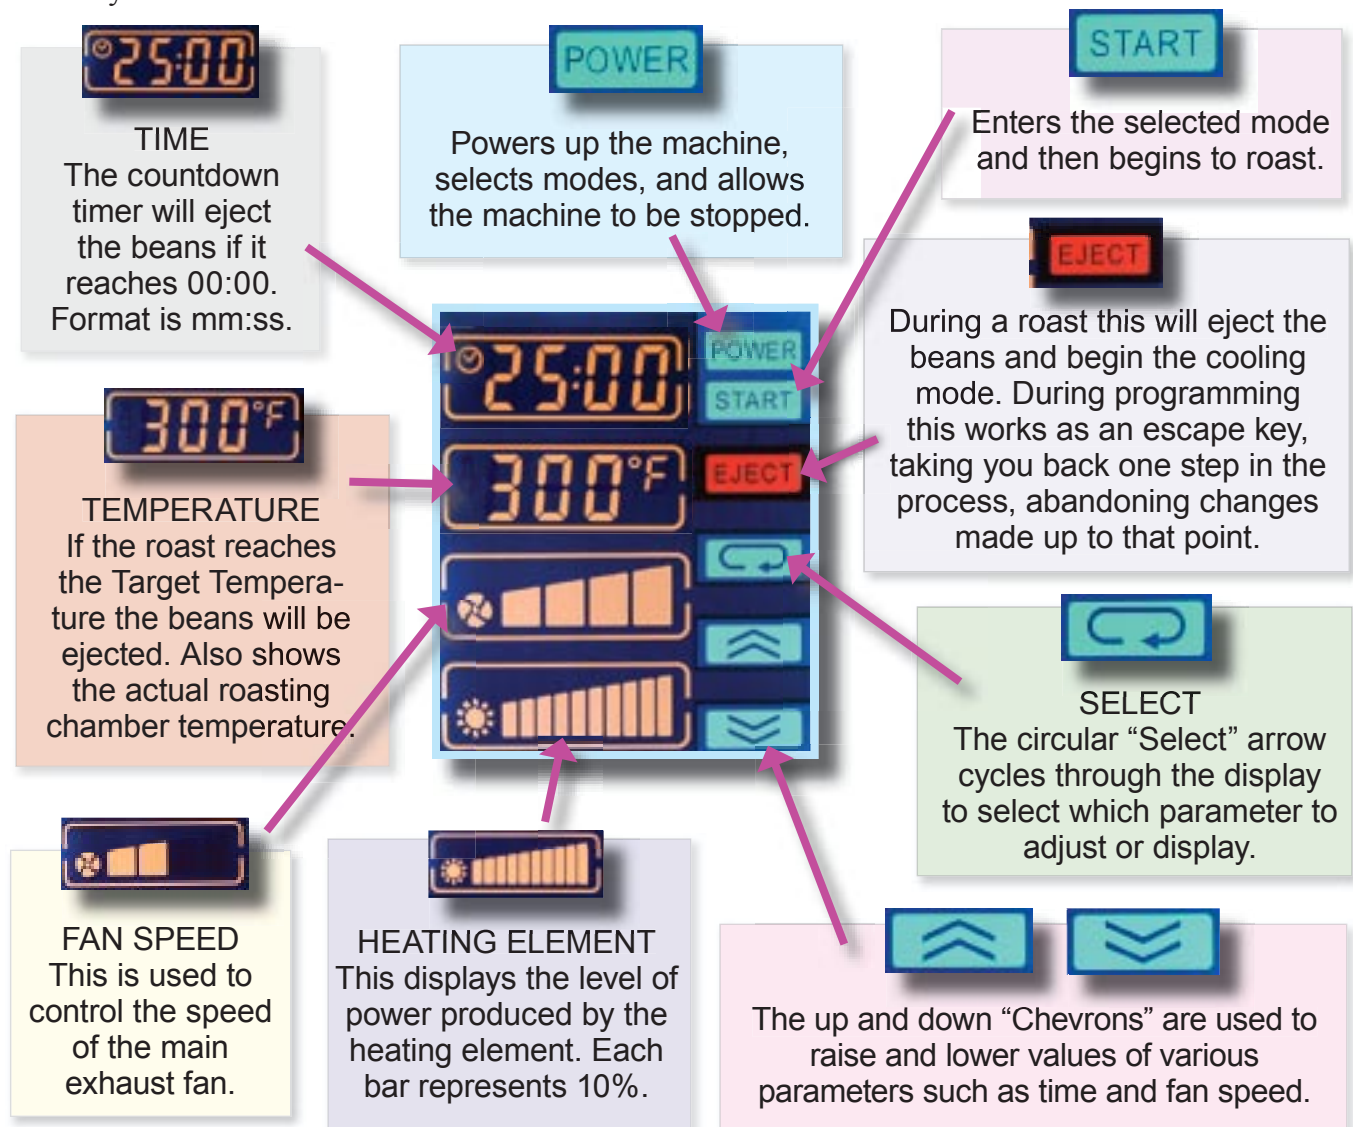 25:00
TIME
The countdown
timer will eject
the beans if it
reaches 00:00.
Format is mm:ss.
POWER
Powers up the machine,
selects modes, and allows
the machine to be stopped.
START
Enters the selected mode
and then begins to roast.
EJECT
During a roast this will eject the
beans and begin the cooling
mode. During programming
this works as an escape key,
taking you back one step in the
process, abandoning changes
made up to that point.
300°F
TEMPERATURE
If the roast reaches
the Target Tempera-
ture the beans will be
ejected. Also shows
the actual roasting
chamber temperature.
25:00
300°F
POWER
START
EJECT
SELECT
The circular “Select” arrow
cycles through the display
to select which parameter to
adjust or display.
FAN SPEED
This is used to
control the speed
of the main
exhaust fan.
HEATING ELEMENT
This displays the level of
power produced by the
heating element. Each
bar represents 10%.
The up and down “Chevrons” are used to
raise and lower values of various
parameters such as time and fan speed.